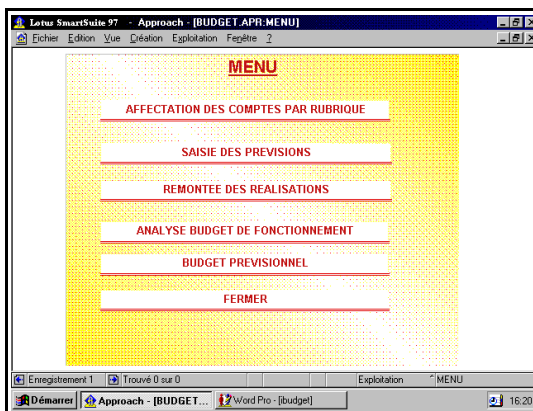 Lotus SmartSuite 97 - Approach - [BUDGET.APR:MENU]
Fichier Edition Vue Création Exploitation Fenêtre ?
MENU
AFFECTATION DES COMPTES PAR RUBRIQUE
SAISIE DES PREVISIONS
REMONTEE DES REALISATIONS
ANALYSE BUDGET DE FONCTIONNEMENT
BUDGET PREVISIONNEL
FERMER
Enregistrement 1 Trouvé 0 sur 0 Exploitation MENU
Démarrer Approach - [BUDGET... Word Pro - [ibudget] 16:20